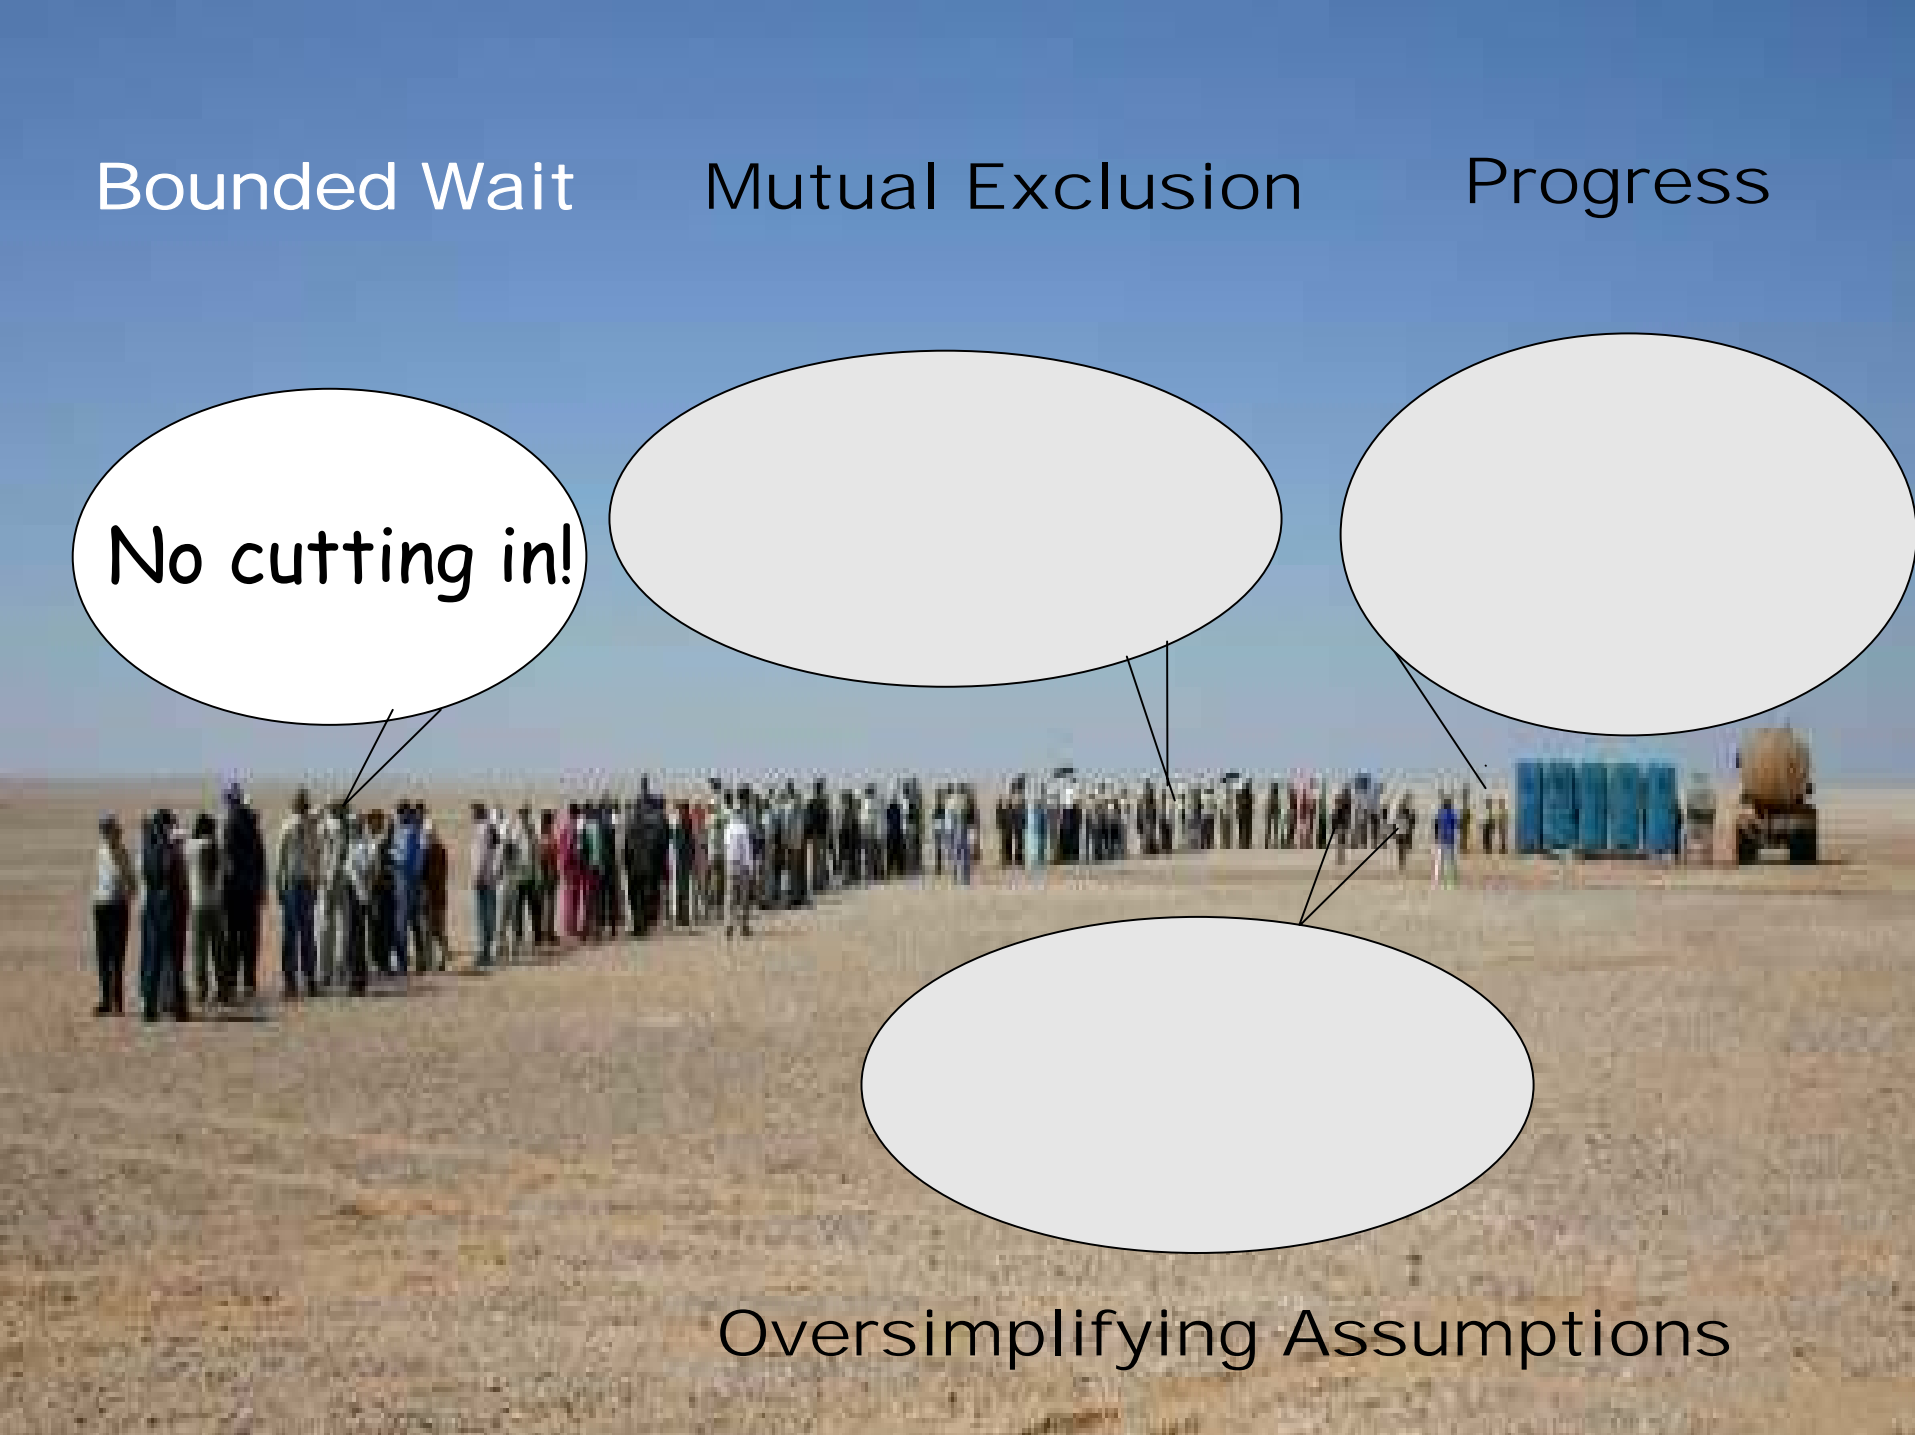 Bounded Wait
Mutual Exclusion
Progress
No cutting in!
Oversimplifying Assumptions